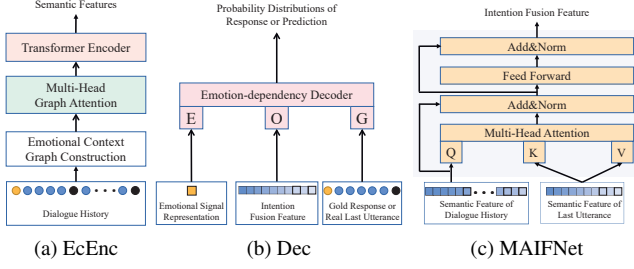 Semantic Features
Transformer Encoder
Multi-Head
Graph Attention
Emotional Context
Graph Construction
Dialogue History
(a) EcEnc
Probability Distributions of
Response or Prediction
Emotion-dependency Decoder
E
O
G
Emotional Signal
Representation
Intention
Fusion Feature
Gold Response or
Real Last Utterance
(b) Dec
Intention Fusion Feature
Add&Norm
Feed Forward
Add&Norm
Multi-Head Attention
Q
K
V
Semantic Feature of
Dialogue History
Semantic Feature of
Last Utterance
(c) MAIFNet